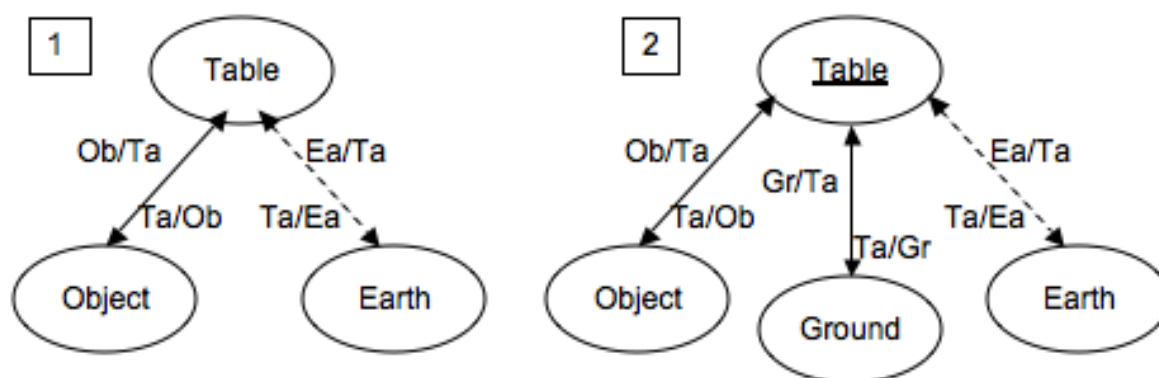 1
Table
Ob/Ta
Ea/Ta
Ta/Ob
Ta/Ea
Object
Earth
2
Table
Ob/Ta
Gr/Ta
Ea/Ta
Ta/Ob
Ta/Gr
Ta/Ea
Object
Ground
Earth